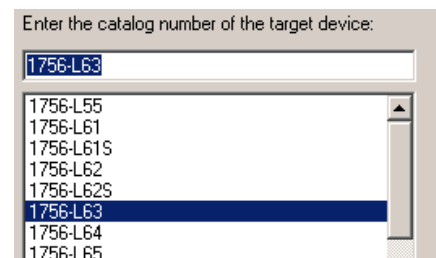 Enter the catalog number of the target device:
1756-L63
1756-L55
1756-L61
1756-L61S
1756-L62
1756-L62S
1756-L63
1756-L64
1756-L65